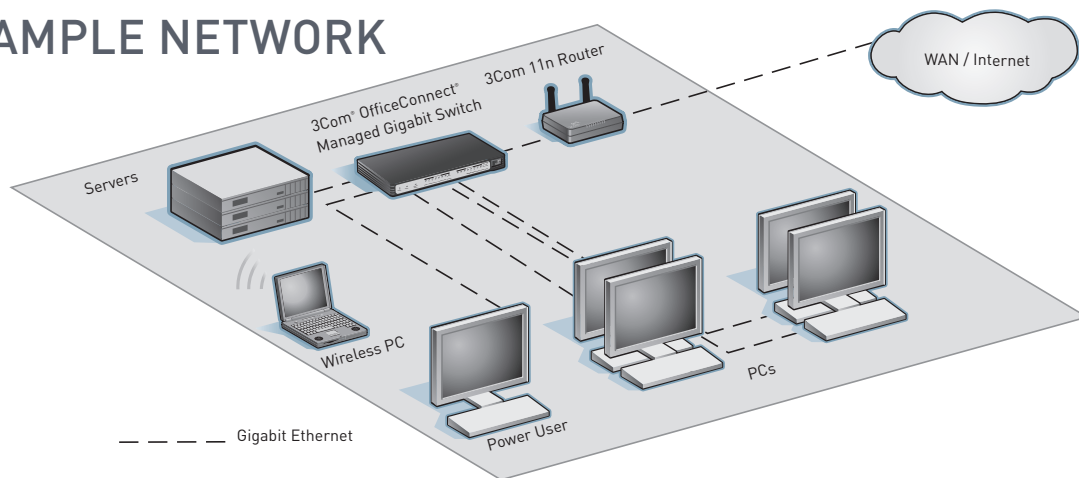 AMPLE NETWORK
WAN / Internet
3Com 11n Router
3Com® OfficeConnect®
Managed Gigabit Switch
Servers
Wireless PC
PCs
Power User
Gigabit Ethernet